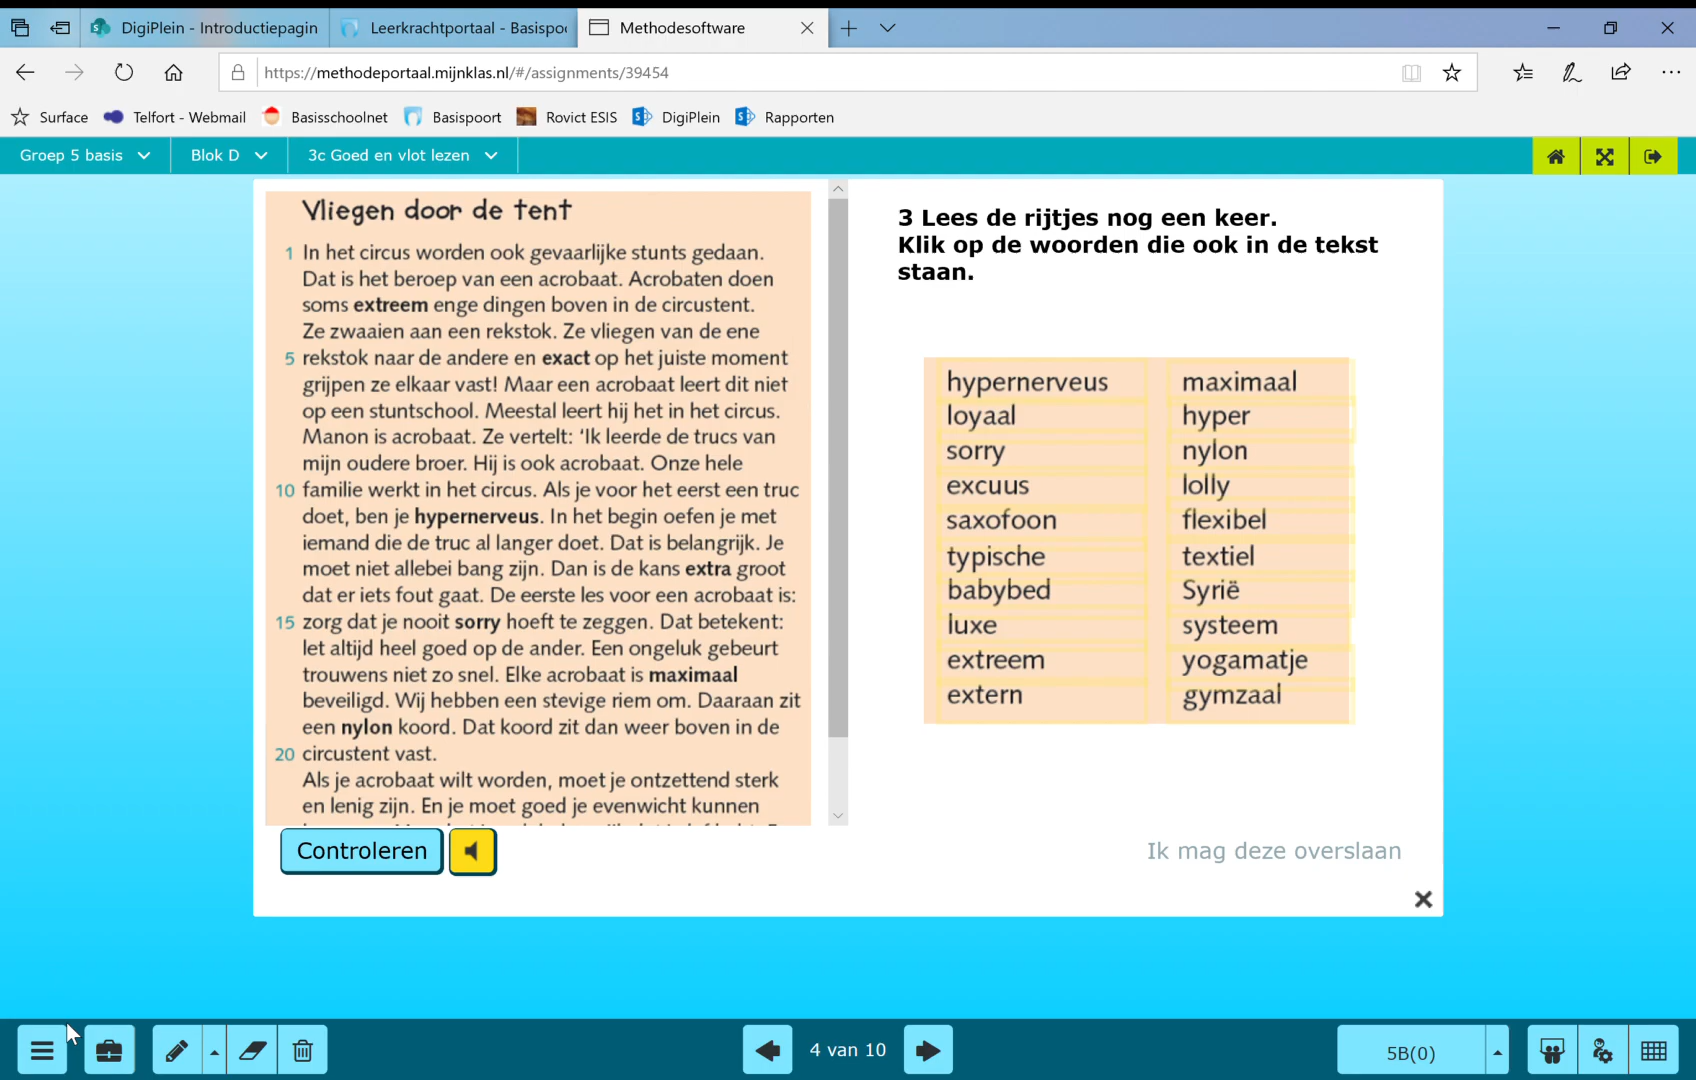 DigiPlein - Introductiepagin
Leerkrachtportaal - Basispo
Methodesoftware
https://methodeportaal.mijnklas.nl/#/assignments/39454
Surface
Telfort - Webmail
Basisschoolnet
Basispoort
Rovict ESIS
DigiPlein
Rapporten
Groep 5 basis
Blok D
3c Goed en vlot lezen
Vliegen door de tent
1 In het circus worden ook gevaarlijke stunts gedaan.
Dat is het beroep van een acrobaat. Acrobaten doen
soms extreem enge dingen boven in de circustent.
Ze zwaaien aan een rekstok. Ze vliegen van de ene
5 rekstok naar de andere en exact op het juiste moment
grijpen ze elkaar vast! Maar een acrobaat leert dit niet
op een stuntschool. Meestal leert hij het in het circus.
Manon is acrobaat. Ze vertelt: ‘Ik leerde de trucs van
mijn oudere broer. Hij is ook acrobaat. Onze hele
10 familie werkt in het circus. Als je voor het eerst een truc
doet, ben je hypernerveus. In het begin oefen je met
iemand die de truc al langer doet. Dat is belangrijk. Je
moet niet allebei bang zijn. Dan is de kans extra groot
dat er iets fout gaat. De eerste les voor een acrobaat is:
15 zorg dat je nooit sorry hoeft te zeggen. Dat betekent:
let altijd heel goed op de ander. Een ongeluk gebeurt
trouwens niet zo snel. Elke acrobaat is maximaal
beveiligd. Wij hebben een stevige riem om. Daaraan zit
een nylon koord. Dat koord zit dan weer boven in de
20 circustent vast.
Als je acrobaat wilt worden, moet je ontzettend sterk
en lenig zijn. En je moet goed je evenwicht kunnen
3 Lees de rijtjes nog een keer.
Klik op de woorden die ook in de tekst
staan.
hypernerveus
loyaal
sorry
excuus
saxofoon
typische
babybed
luxe
extreem
extern
maximaal
hyper
nylon
lolly
flexibel
textiel
Syrië
systeem
yogamatje
gymzaal
Controleren
Ik mag deze overslaan
4 van 10
5B(0)